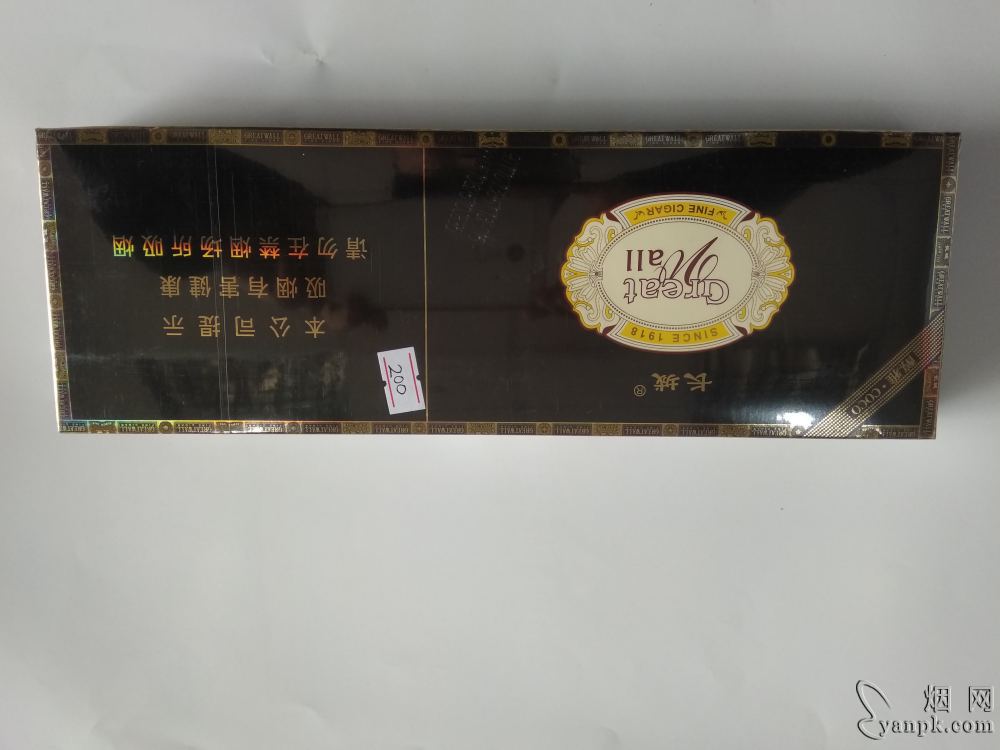 长城®
SINCE 1918
Great
Wall
FINE CIGAR
COCO
本公司提示
吸烟有害健康
请勿在禁烟场所吸烟
200
GREATWALL
烟网
yanpk.com